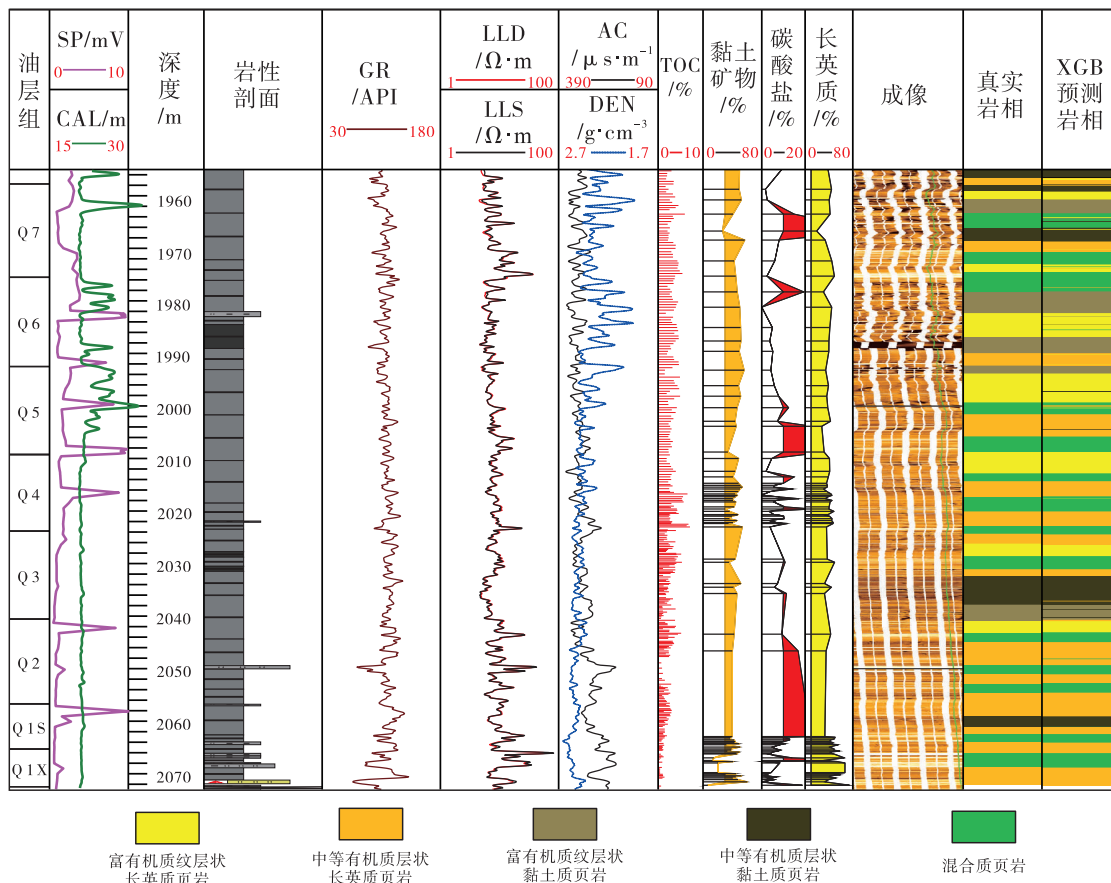 油层组
SP/mV
0 10
CAL/m
15 30
深度/m
岩性剖面
GR
/API
30 180
LLD
/Ω·m
1 100
LLS
/Ω·m
1 100
AC
/μs·m⁻¹
390 90
DEN
/g·cm⁻³
2.7 1.7
TOC
/%
0 10
黏土矿物/%
0 80
碳酸盐/%
0 20
长英质/%
0 80
成像
真实岩相
XGB
预测岩相
Q7
Q6
Q5
Q4
Q3
Q2
Q1S
Q1X
1960
1970
1980
1990
2000
2010
2020
2030
2040
2050
2060
2070
富有机质纹层状
长英质页岩
中等有机质层状
长英质页岩
富有机质纹层状
黏土质页岩
中等有机质层状
黏土质页岩
混合质页岩